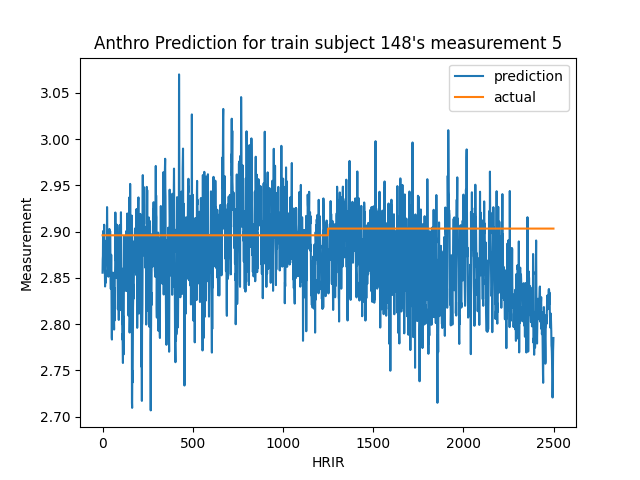 Anthro Prediction for train subject 148's measurement 5
prediction
actual
Measurement
3.05
3.00
2.95
2.90
2.85
2.80
2.75
2.70
0
500
1000
1500
2000
2500
HRIR